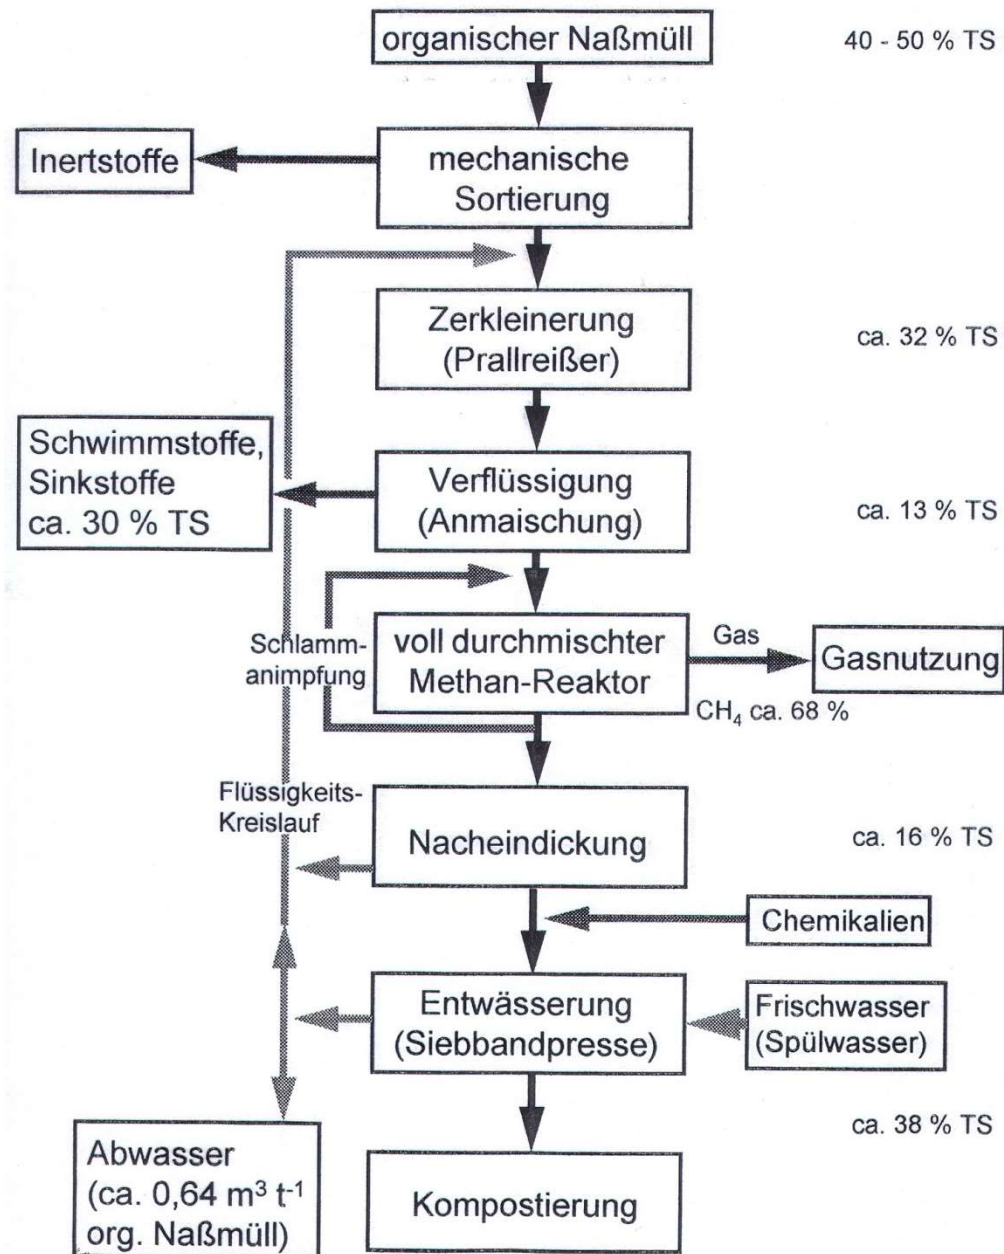 organischer Naßmüll
40 - 50 % TS
Inertstoffe
mechanische
Sortierung
Zerkleinerung
(Prallreißer)
ca. 32 % TS
Schwimmstoffe,
Sinkstoffe
ca. 30 % TS
Verflüssigung
(Anmaischung)
ca. 13 % TS
Schlamm-
animpfung
voll durchmischter
Methan-Reaktor
Gas
CH₄ ca. 68 %
Gasnutzung
Flüssigkeits-
Kreislauf
Nacheindickung
ca. 16 % TS
Chemikalien
Entwässerung
(Siebbandpresse)
Frischwasser
(Spülwasser)
ca. 38 % TS
Abwasser
(ca. 0,64 m³ t⁻¹
org. Naßmüll)
Kompostierung